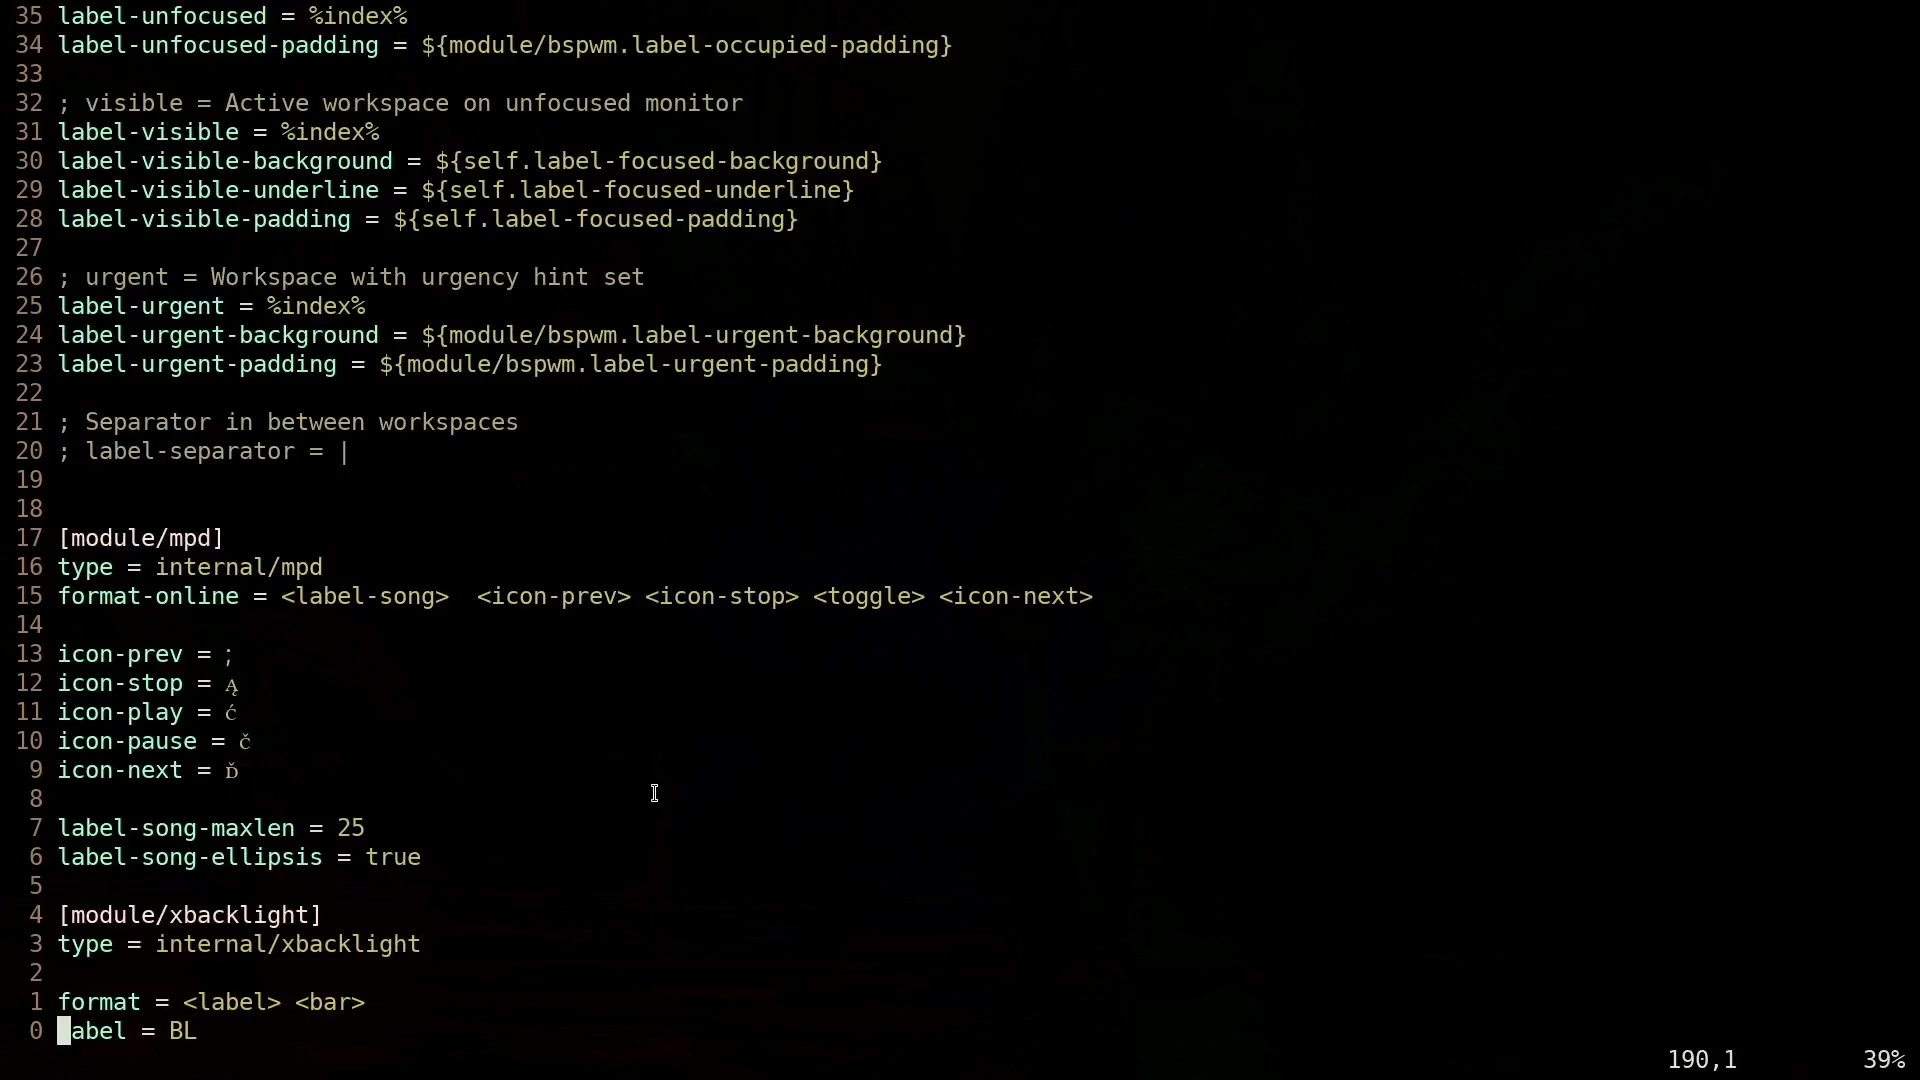 35 label-unfocused = %index%
34 label-unfocused-padding = ${module/bspwm.label-occupied-padding}
33
32 ; visible = Active workspace on unfocused monitor
31 label-visible = %index%
30 label-visible-background = ${self.label-focused-background}
29 label-visible-underline = ${self.label-focused-underline}
28 label-visible-padding = ${self.label-focused-padding}
27
26 ; urgent = Workspace with urgency hint set
25 label-urgent = %index%
24 label-urgent-background = ${module/bspwm.label-urgent-background}
23 label-urgent-padding = ${module/bspwm.label-urgent-padding}
22
21 ; Separator in between workspaces
20 ; label-separator = |
19
18
17 [module/mpd]
16 type = internal/mpd
15 format-online = <label-song>  <icon-prev> <icon-stop> <toggle> <icon-next>
14
13 icon-prev = ;
12 icon-stop = Ą
11 icon-play = ć
10 icon-pause = č
9 icon-next = Ď
8
7 label-song-maxlen = 25
6 label-song-ellipsis = true
5
4 [module/xbacklight]
3 type = internal/xbacklight
2
1 format = <label> <bar>
0 label = BL
190,1 39%